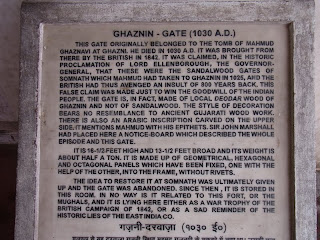 GHAZNIN - GATE (1030 A.D.)
THIS GATE ORIGINALLY BELONGED TO THE TOMB OF MAHMUD
GHAZNAVI AT GHAZNI. HE DIED IN 1030 A.D. IT WAS BROUGHT FROM
THERE BY THE BRITISH IN 1842. IT WAS CLAIMED, IN THE HISTORIC
PROCLAMATION OF LORD ELLENBOROUGH, THE GOVERNOR-
GENERAL, THAT THESE WERE THE SANDALWOOD GATES OF
SOMNATH WHICH MAHMUD HAD TAKEN TO GHAZNI IN 1025, AND THE
BRITISH HAD THUS AVENGED AN INSULT OF 800 YEARS BACK. THIS
FALSE CLAIM WAS MADE JUST TO WIN THE GOODWILL OF THE INDIAN
PEOPLE. THE GATE IS, IN FACT, MADE OF LOCAL DEODAR WOOD OF
GHAZNIN AND NOT OF SANDALWOOD. THE STYLE OF DECORATION
BEARS NO RESEMBLANCE TO ANCIENT GUJARATI WOOD WORK.
THERE IS ALSO AN ARABIC INSCRIPTION CARVED ON THE UPPER
SIDE. IT MENTIONS MAHMUD WITH HIS EPITHETS. SIR JOHN MARSHALL
HAD PLACED HERE A NOTICE-BOARD WHICH DESCRIBED THE WHOLE
EPISODE AND THIS GATE.
IT IS 16-1/2 FEET HIGH AND 13-1/2 FEET BROAD AND ITS WEIGHT IS
ABOUT HALF A TON. IT IS MADE UP OF GEOMETRICAL, HEXAGONAL
AND OCTAGONAL PANELS WHICH HAVE BEEN FIXED, ONE WITH THE
HELP OF THE OTHER, INTO THE FRAME, WITHOUT RIVETS.
THE IDEA TO RESTORE IT AT SOMNATH WAS ULTIMATELY GIVEN
UP AND THE GATE WAS ABANDONED. SINCE THEN, IT IS STORED IN
THIS ROOM. IN NO WAY IS IT RELATED TO THIS FORT, OR THE
MUGHALS, AND IT IS LYING HERE EITHER AS A WAR TROPHY OF THE
BRITISH CAMPAIGN OF 1842, OR AS A SAD REMINDER OF THE
HISTORIC LIES OF THE EAST INDIA CO.
गज़नी-दरवाज़ा (१०३० ई०)